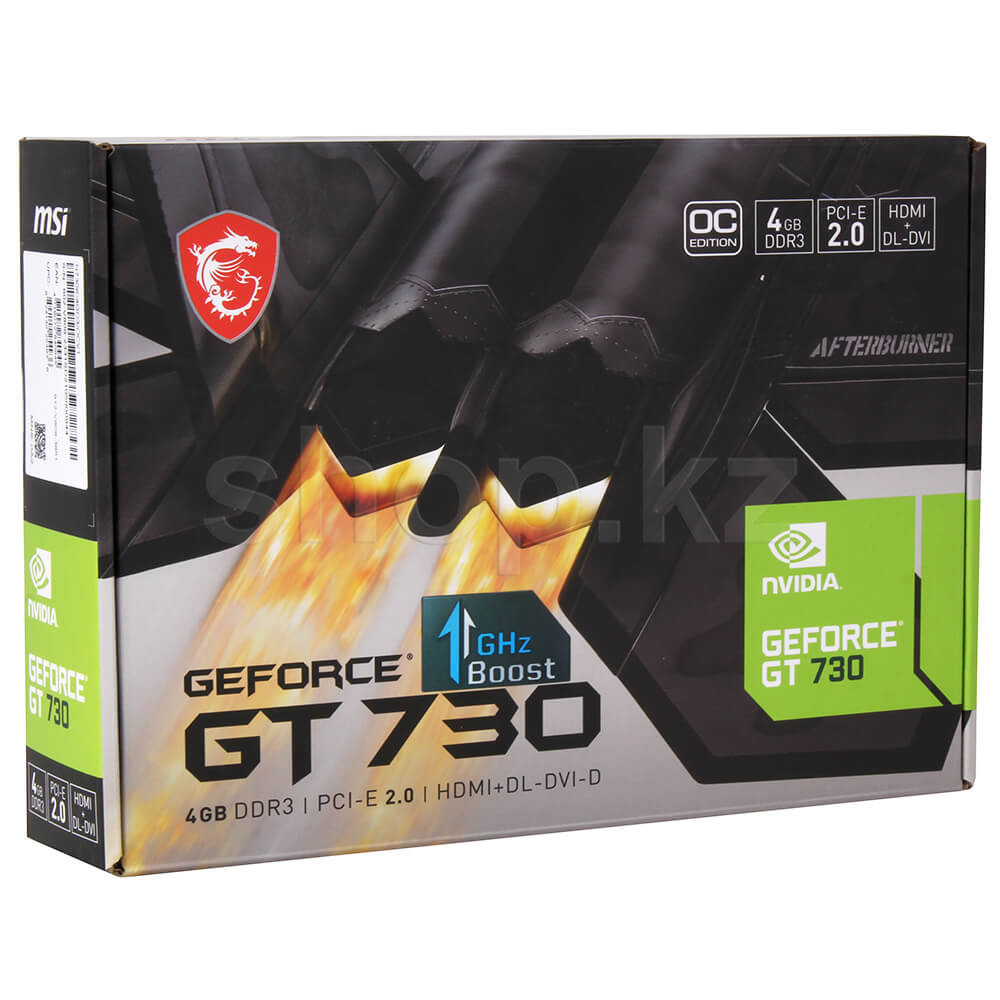 msi
OC
EDITION
4GB
DDR3
PCI-E
2.0
HDMI
+
DL-DVI
AFTERBURNER
shop.kz
NVIDIA.
GEFORCE®
GT 730
1GHz
Boost
GEFORCE®
GT 730
4GB DDR3 | PCI-E 2.0 | HDMI+DL-DVI-D
NVIDIA.
GEFORCE®
GT 730
4GB
DDR3
PCI-E
2.0
HDMI
+
DL-DVI